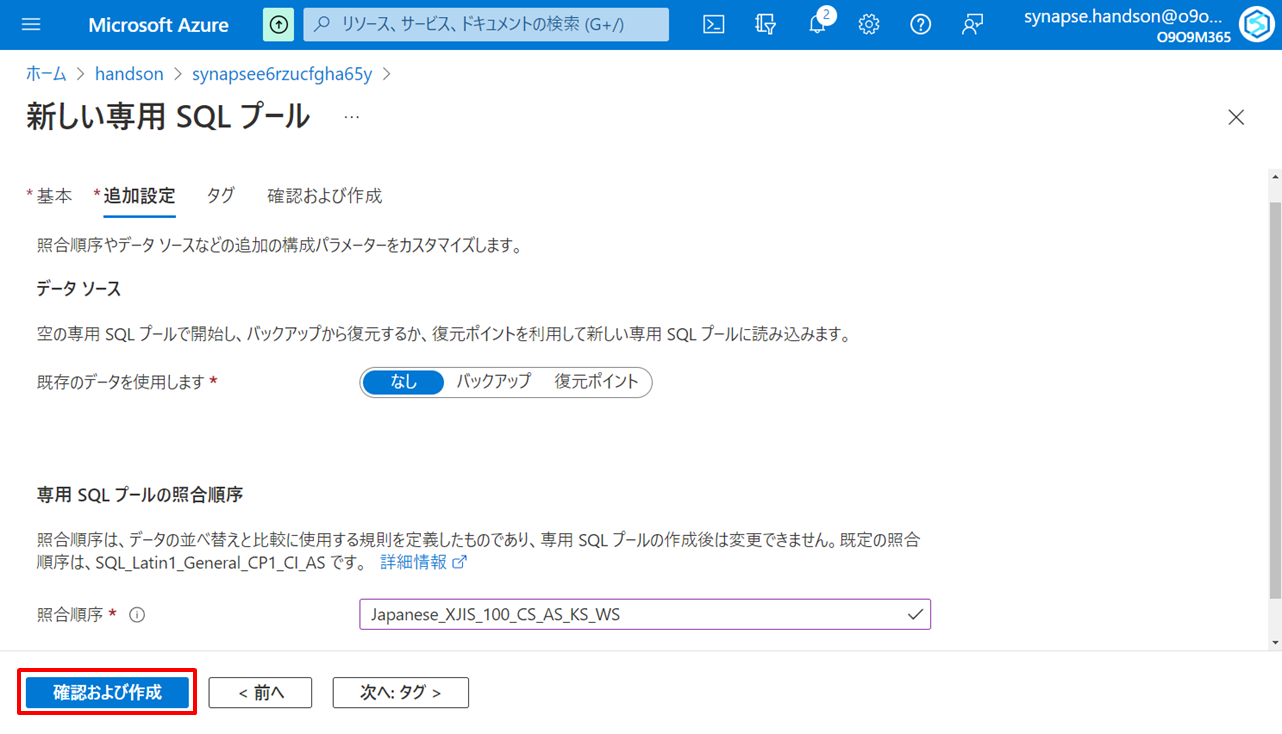 Microsoft Azure
リソース、サービス、ドキュメントの検索 (G+/)
2
synapse.handson@o9o...
O9O9M365
ホーム > handson > synapsee6rzucfgha65y >
新しい専用 SQL プール ...
* 基本 * 追加設定 タグ 確認および作成
照合順序やデータ ソースなどの追加の構成パラメーターをカスタマイズします。
データ ソース
空の専用 SQL プールで開始し、バックアップから復元するか、復元ポイントを利用して新しい専用 SQL プールに読み込みます。
既存のデータを使用します * なし バックアップ 復元ポイント
専用 SQL プールの照合順序
照合順序は、データの並べ替えと比較に使用する規則を定義したものであり、専用 SQL プールの作成後は変更できません。既定の照合
順序は、SQL_Latin1_General_CP1_CI_AS です。 詳細情報
照合順序 * Japanese_XJIS_100_CS_AS_KS_WS
確認および作成 < 前へ 次へ: タグ >